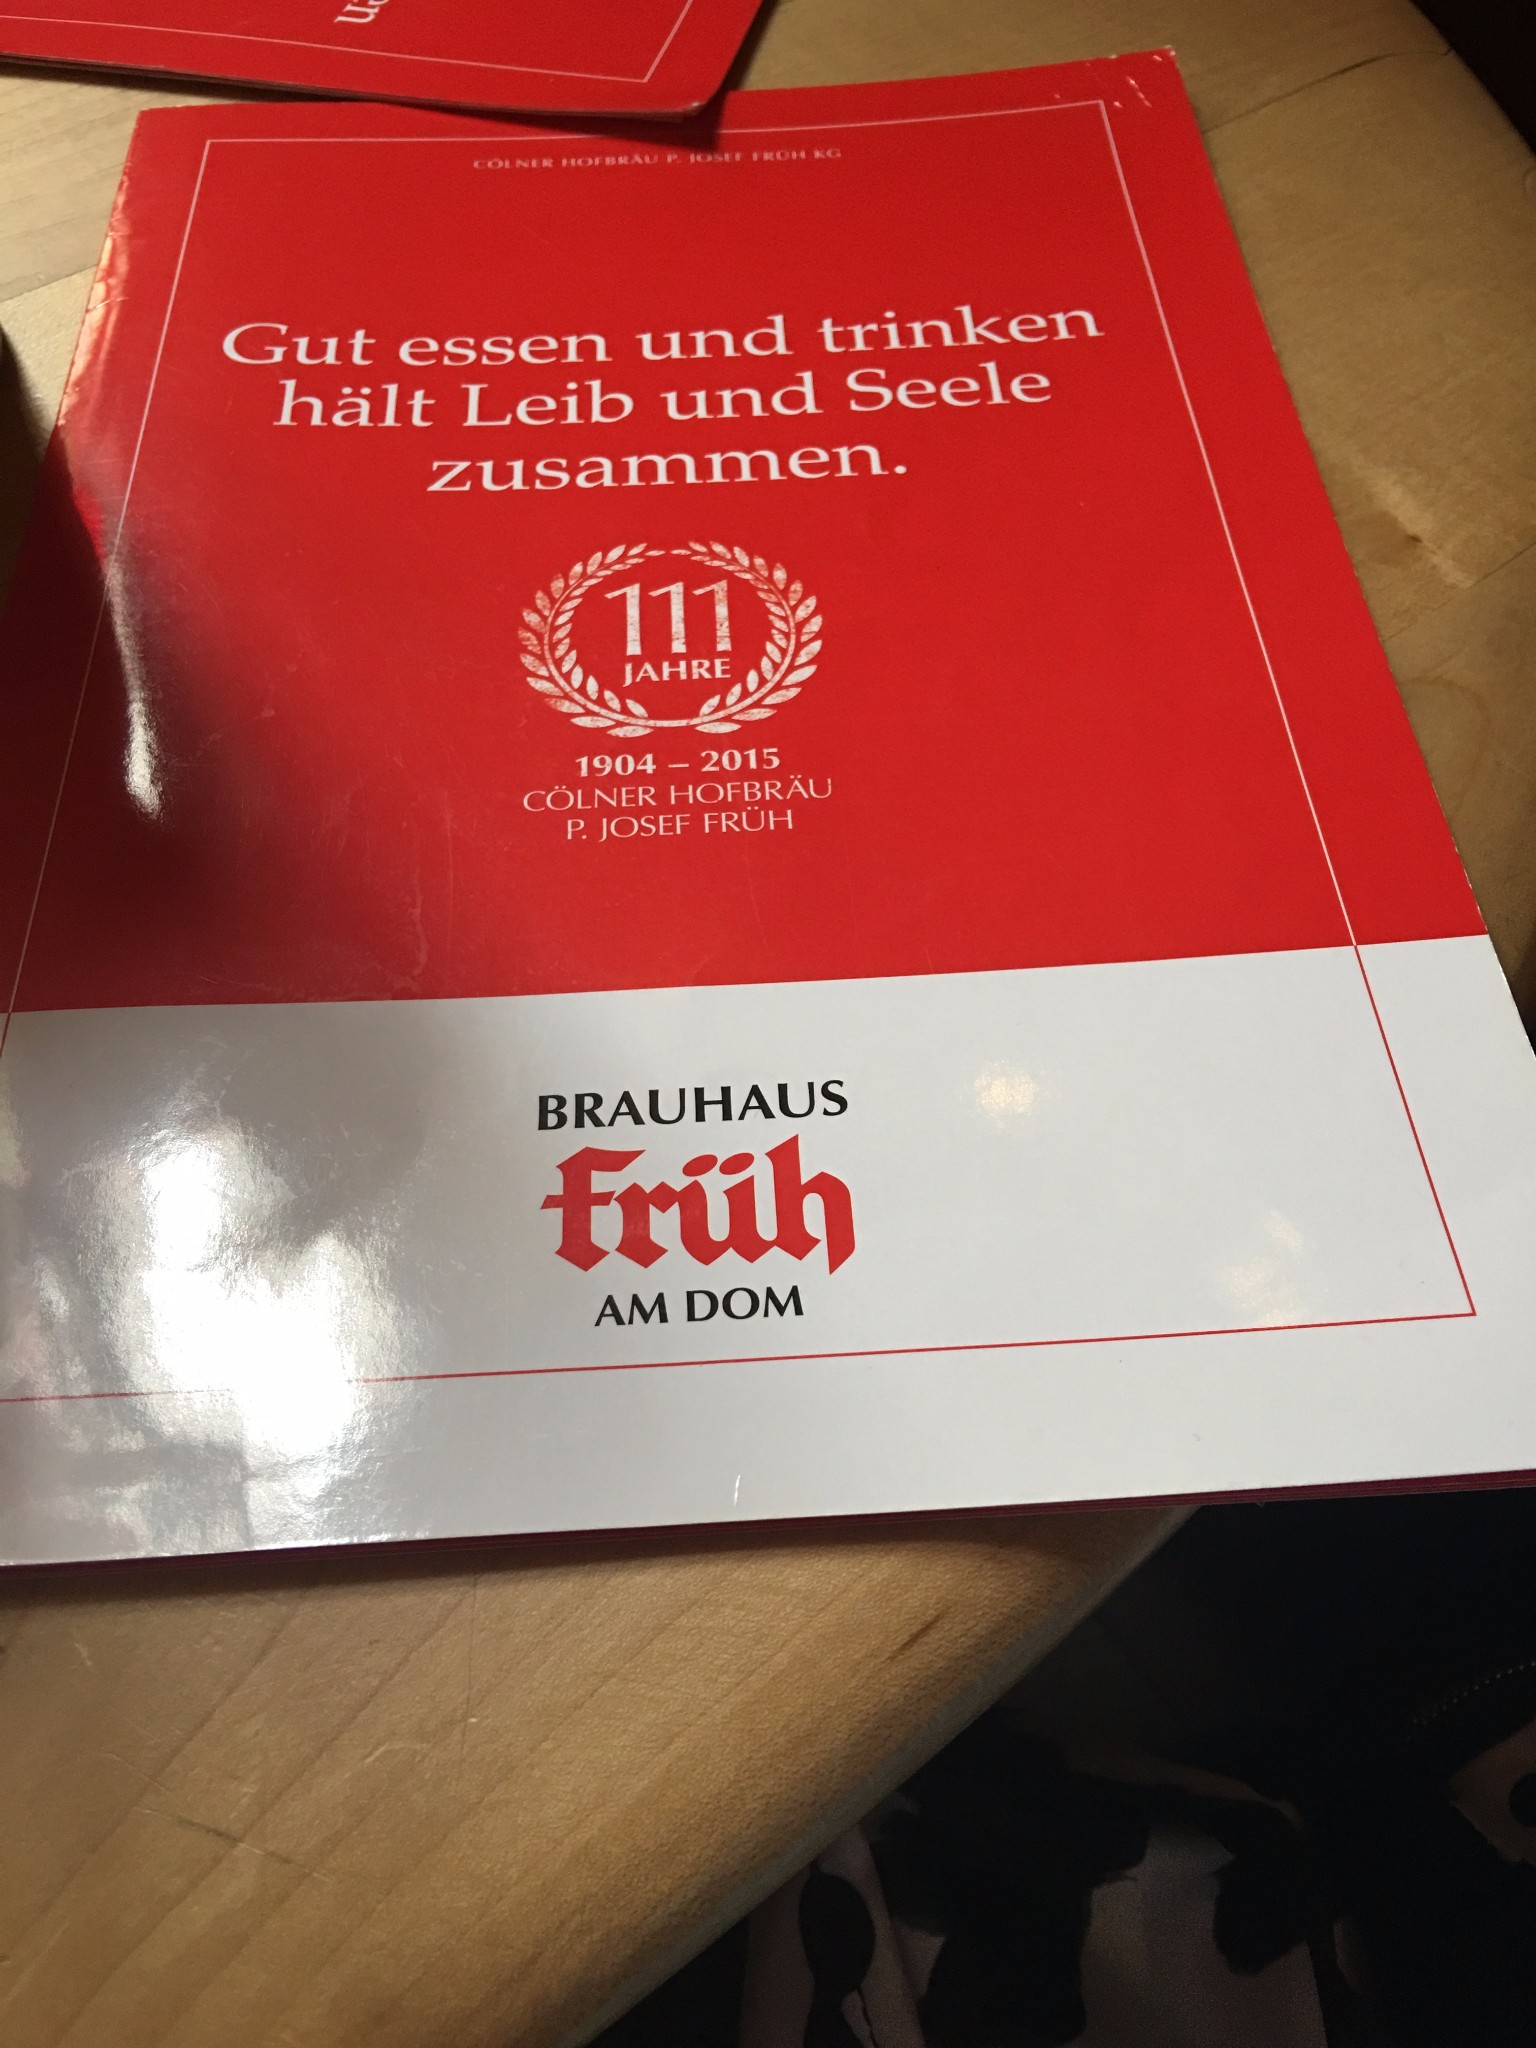 en
CÖLNER HOFBRÄU P. JOSEF FRÜH KG
Gut essen und trinken
hält Leib und Seele
zusammen.
111
JAHRE
1904 – 2015
CÖLNER HOFBRÄU
P. JOSEF FRÜH
BRAUHAUS
früh
AM DOM